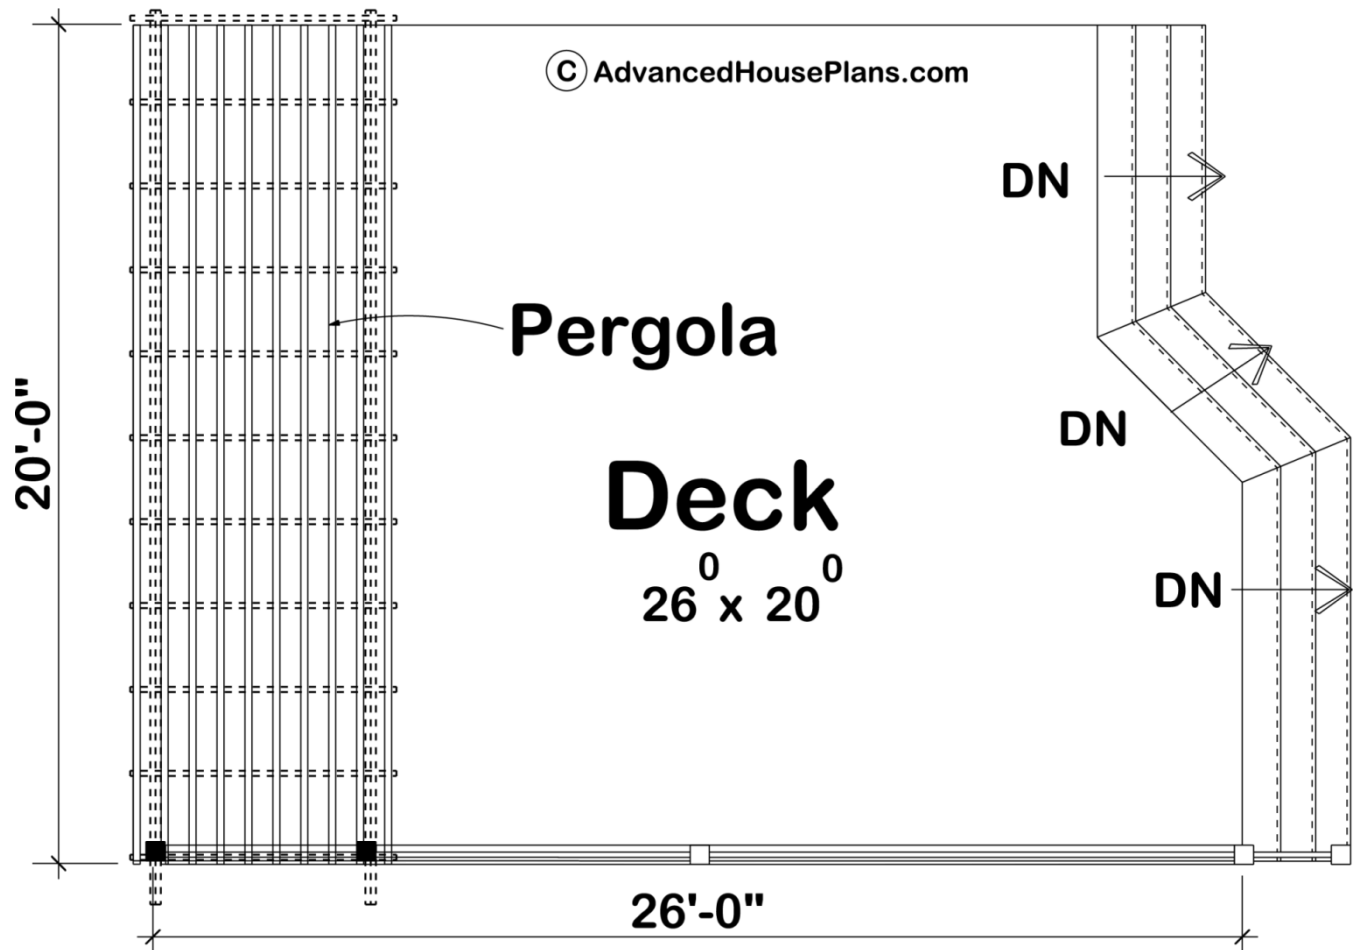 © AdvancedHousePlans.com
DN
Pergola
DN
20'-0"
Deck
26⁰ x 20⁰
DN
26'-0"